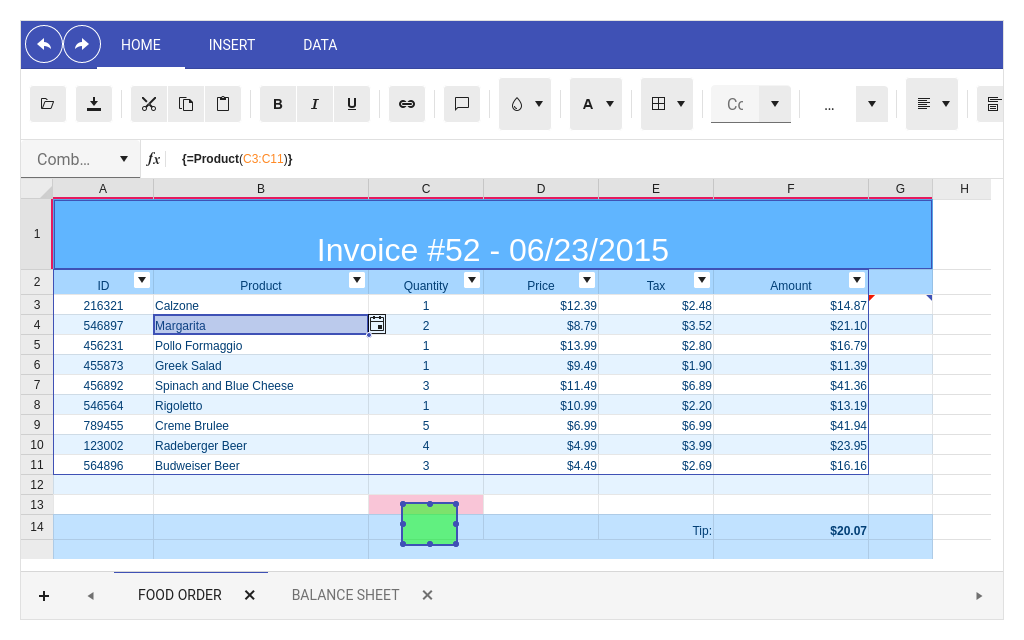 HOME INSERT DATA
B I U A Cc ...
Comb... fx {=Product(C3:C11)}
A B C D E F G H
1 Invoice #52 - 06/23/2015
2 ID Product Quantity Price Tax Amount
3 216321 Calzone 1 $12.39 $2.48 $14.87
4 546897 Margarita 2 $8.79 $3.52 $21.10
5 456231 Pollo Formaggio 1 $13.99 $2.80 $16.79
6 455873 Greek Salad 1 $9.49 $1.90 $11.39
7 456892 Spinach and Blue Cheese 3 $11.49 $6.89 $41.36
8 546564 Rigoletto 1 $10.99 $2.20 $13.19
9 789455 Creme Brulee 5 $6.99 $6.99 $41.94
10 123002 Radeberger Beer 4 $4.99 $3.99 $23.95
11 564896 Budweiser Beer 3 $4.49 $2.69 $16.16
12
13
14 Tip: $20.07
FOOD ORDER BALANCE SHEET